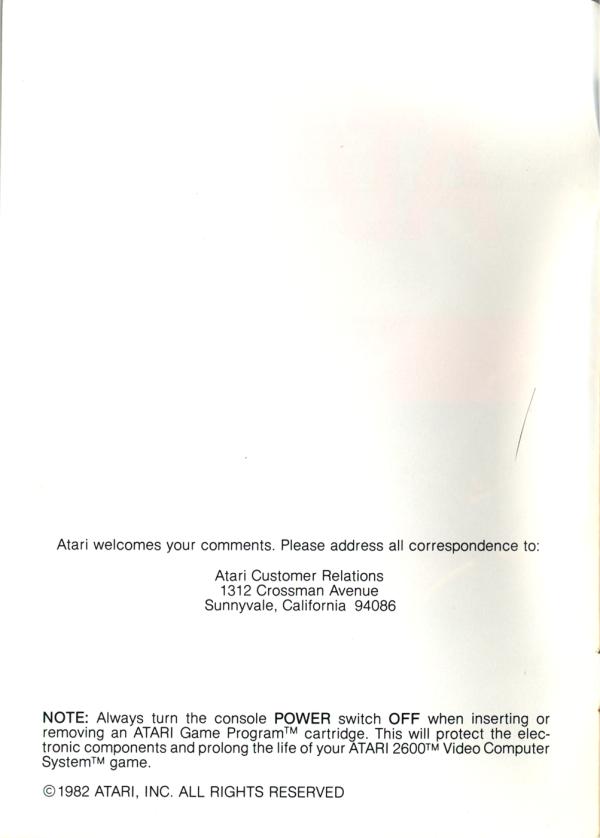 Atari welcomes your comments. Please address all correspondence to:
Atari Customer Relations
1312 Crossman Avenue
Sunnyvale, California 94086
NOTE: Always turn the console POWER switch OFF when inserting or
removing an ATARI Game Program™ cartridge. This will protect the elec-
tronic components and prolong the life of your ATARI 2600™ Video Computer
System™ game.
©1982 ATARI, INC. ALL RIGHTS RESERVED